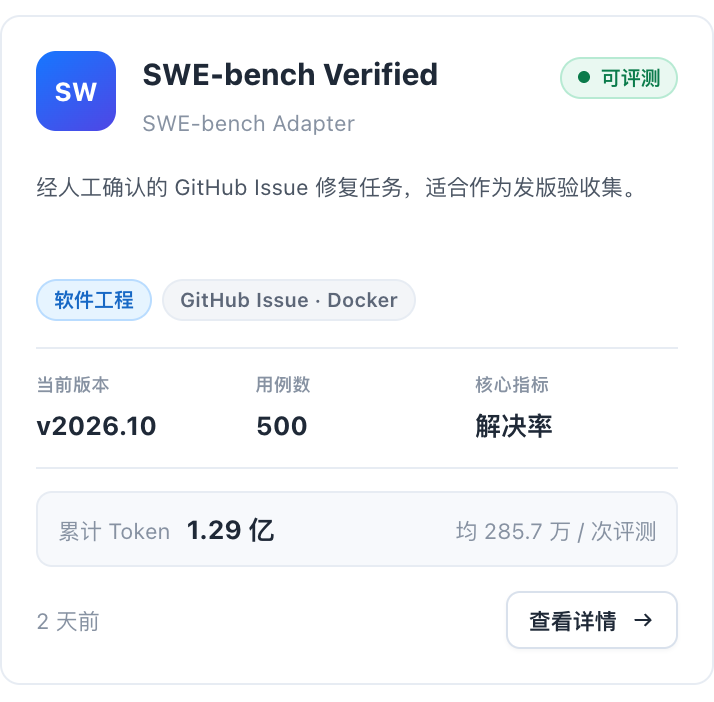 SW
SWE-bench Verified
可评测
SWE-bench Adapter
经人工确认的 GitHub Issue 修复任务，适合作为发版验收集。
软件工程
GitHub Issue · Docker
当前版本
用例数
核心指标
v2026.10
500
解决率
累计 Token 1.29 亿
均 285.7 万 / 次评测
2 天前
查看详情 →